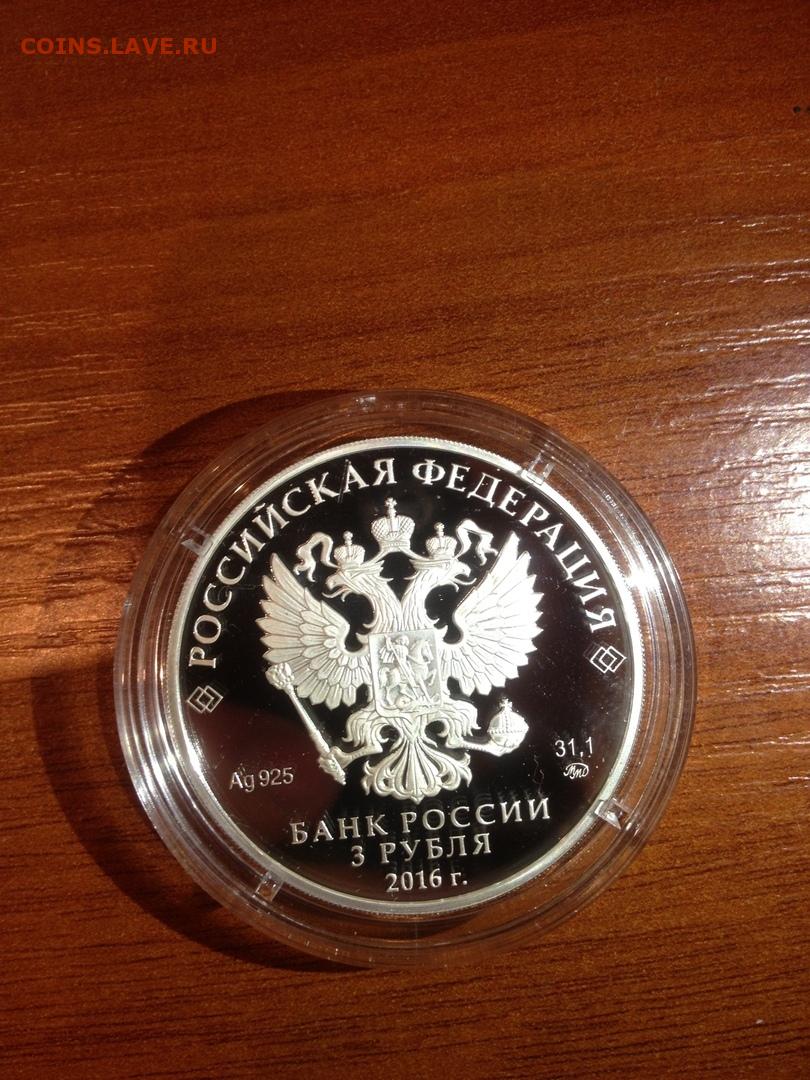 COINS.LAVE.RU
РОССИЙСКАЯ ФЕДЕРАЦИЯ
Ag 925
31,1
ММД
БАНК РОССИИ
3 РУБЛЯ
2016 г.